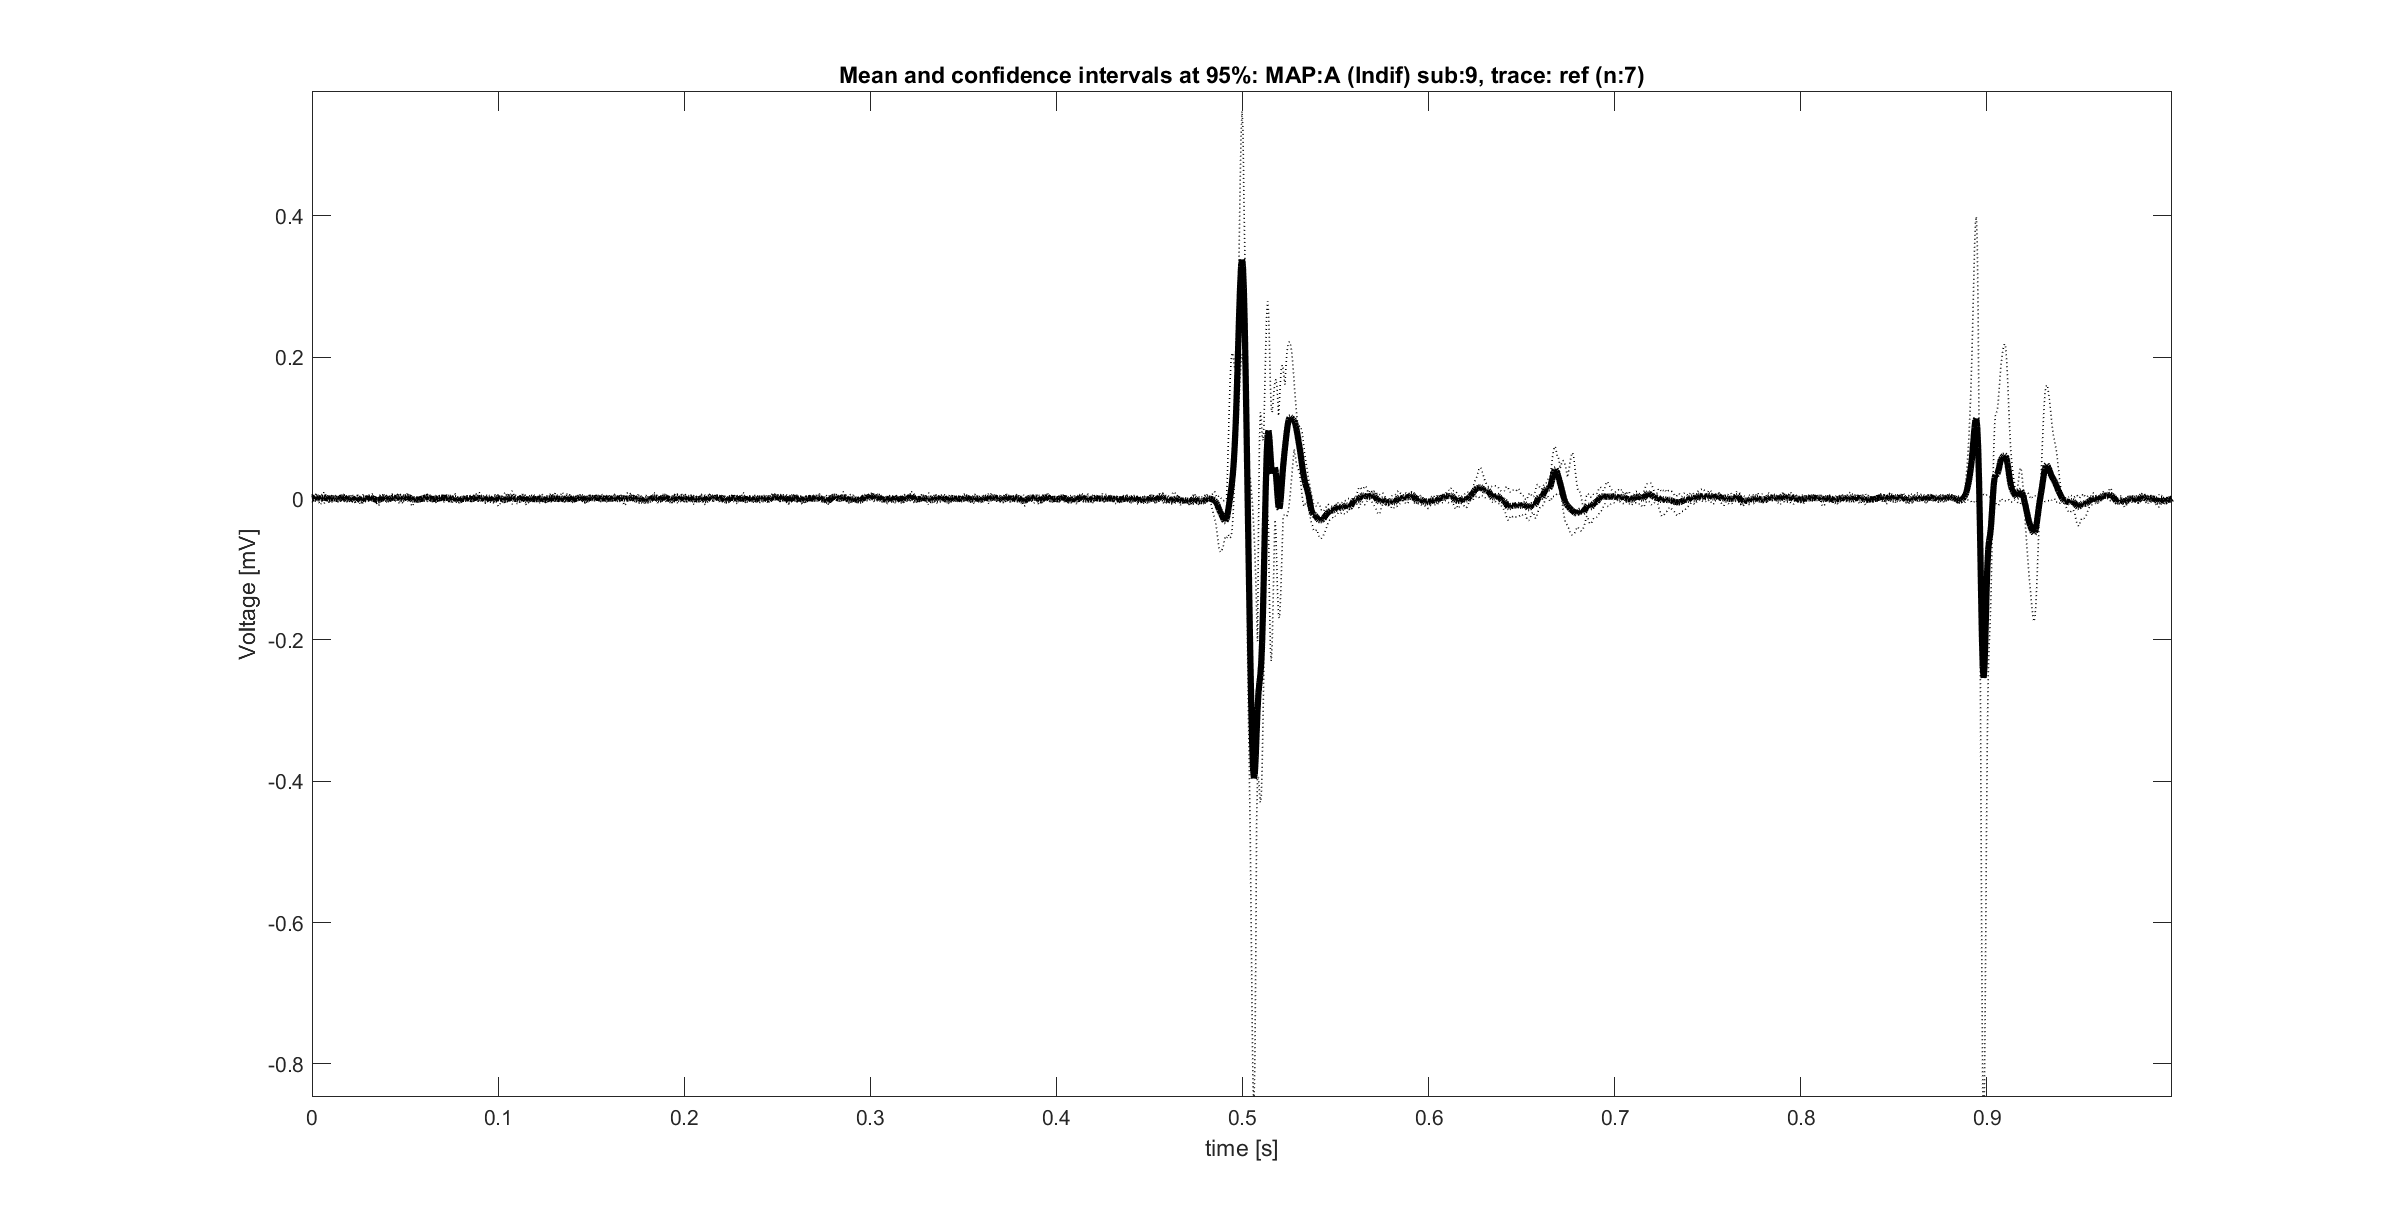 Mean and confidence intervals at 95%: MAP:A (Indif) sub:9, trace: ref (n:7)
0.4
0.2
0
-0.2
-0.4
-0.6
-0.8
Voltage [mV]
0 0.1 0.2 0.3 0.4 0.5 0.6 0.7 0.8 0.9
time [s]